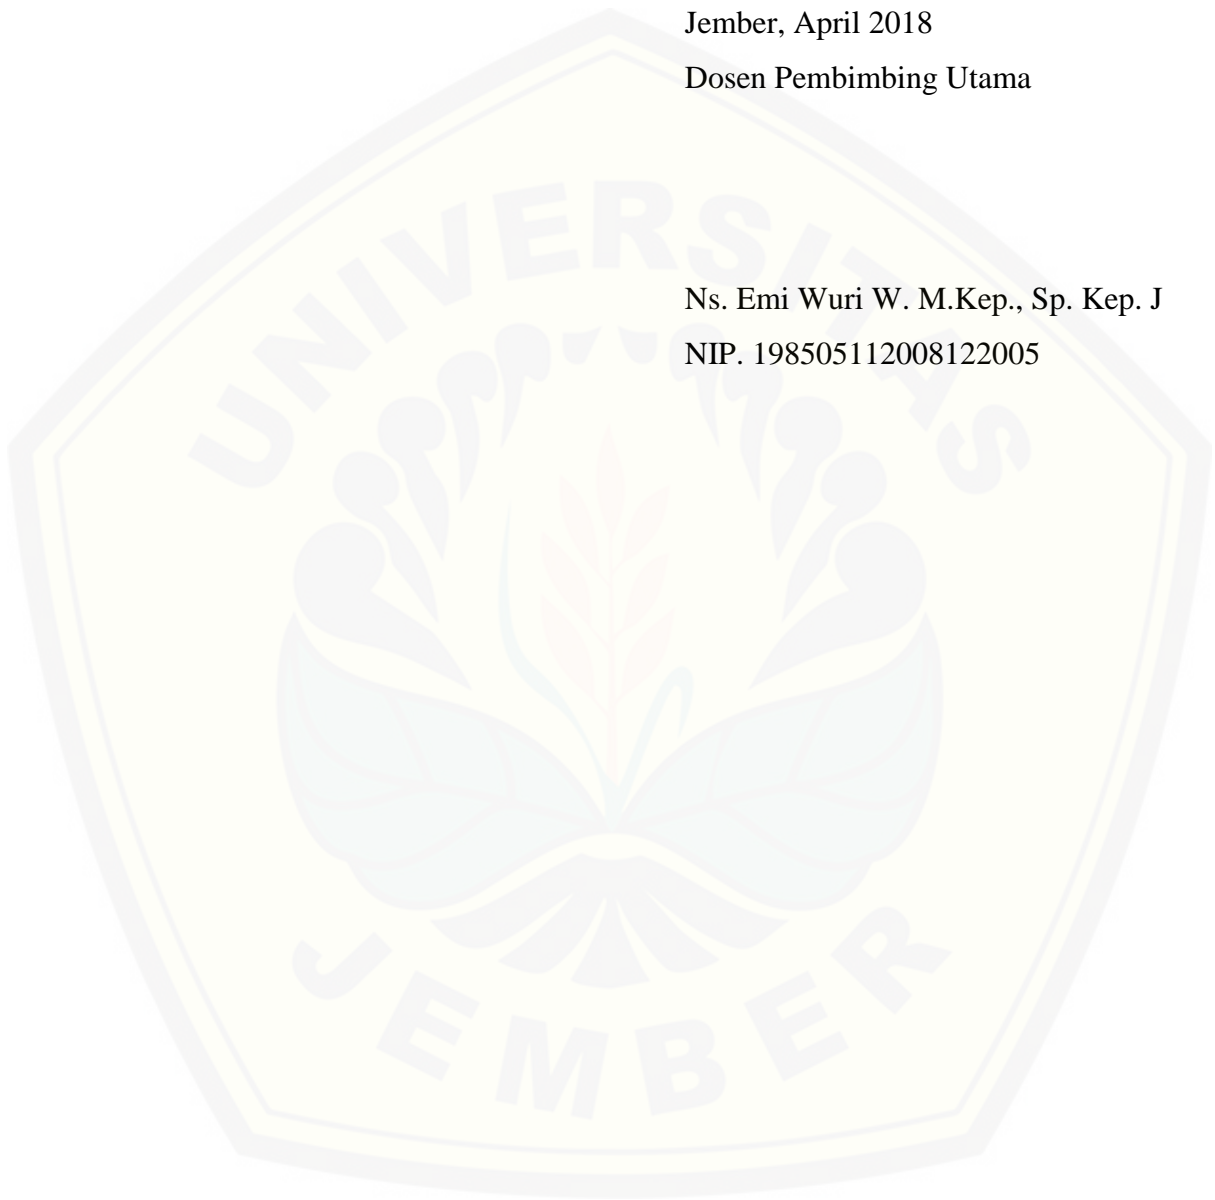 Jember, April 2018
Dosen Pembimbing Utama
Ns. Emi Wuri W. M.Kep., Sp. Kep. J
NIP. 198505112008122005
UNIVERSITAS
JEMBER